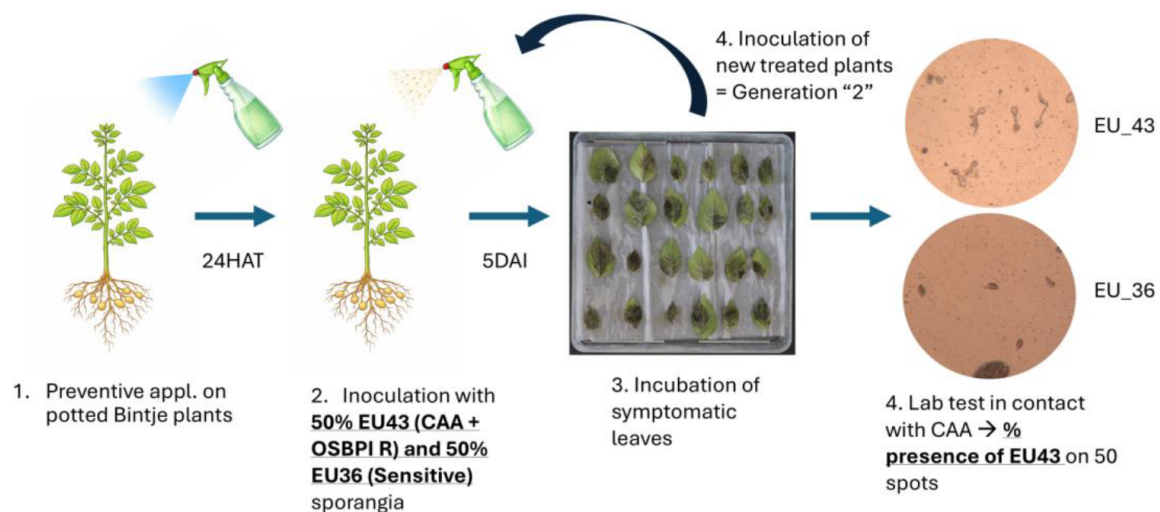 4. Inoculation of
new treated plants
= Generation “2”
EU_43
24HAT
5DAI
EU_36
1. Preventive appl. on
potted Bintje plants
2. Inoculation with
50% EU43 (CAA +
OSBPI R) and 50%
EU36 (Sensitive)
sporangia
3. Incubation of
symptomatic
leaves
4. Lab test in contact
with CAA → %
presence of EU43 on 50
spots